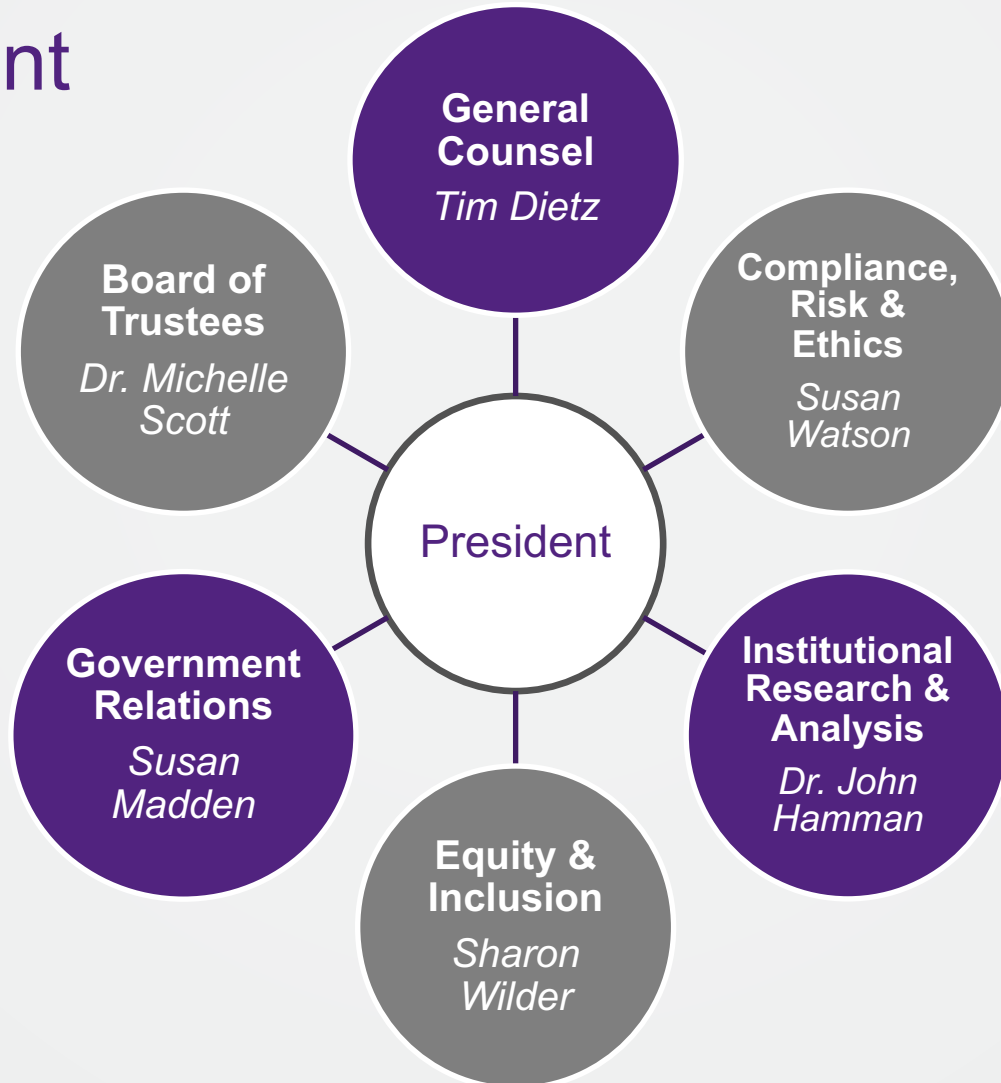 nt
General
Counsel
Tim Dietz
Board of
Trustees
Dr. Michelle
Scott
Compliance,
Risk &
Ethics
Susan
Watson
President
Government
Relations
Susan
Madden
Institutional
Research &
Analysis
Dr. John
Hamman
Equity &
Inclusion
Sharon
Wilder